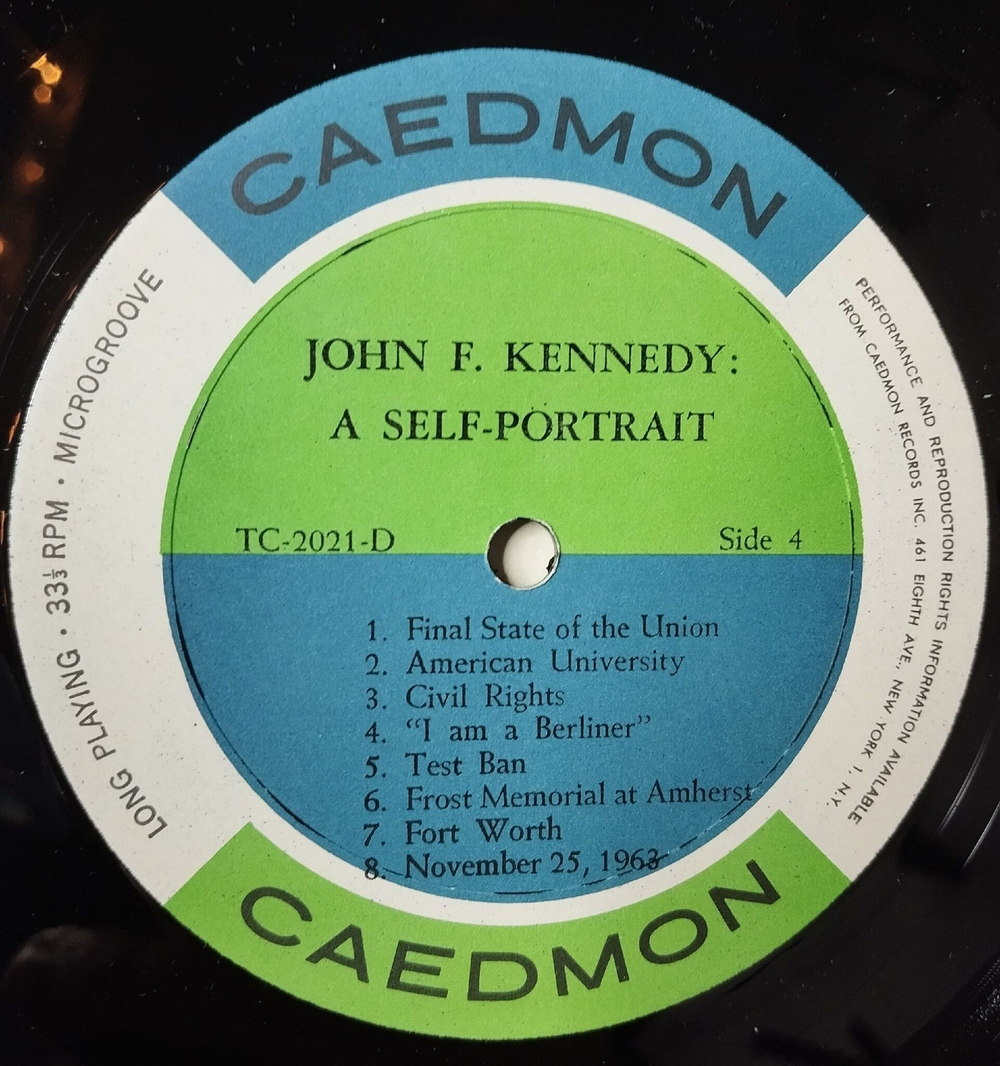 CAEDMON
JOHN F. KENNEDY:
A SELF-PORTRAIT
TC-2021-D
Side 4
1. Final State of the Union
2. American University
3. Civil Rights
4. “I am a Berliner”
5. Test Ban
6. Frost Memorial at Amherst
7. Fort Worth
8. November 25, 1963
CAEDMON
LONG PLAYING · 33⅓ RPM · MICROGROOVE
PERFORMANCE AND REPRODUCTION RIGHTS INFORMATION AVAILABLE
FROM CAEDMON RECORDS INC. 461 EIGHTH AVE., NEW YORK 1, N.Y.